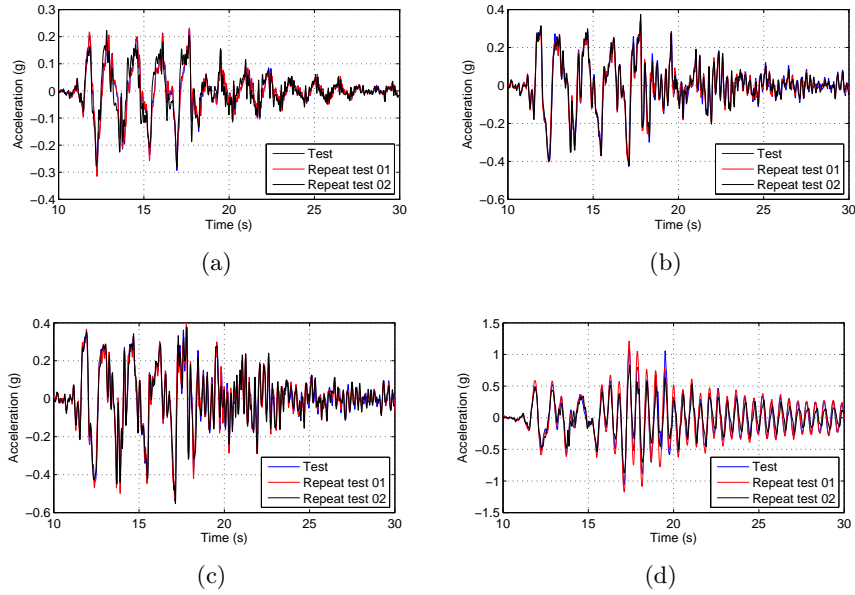 0.3
0.2
0.1
0
−0.1
−0.2
−0.3
0.4
10 15 20 25 30
Acceleration (g)
Time (s)
Test
Repeat test 01
Repeat test 02
(a)
0.4
0.2
0
−0.2
−0.4
−0.6
10 15 20 25 30
Acceleration (g)
Time (s)
Test
Repeat test 01
Repeat test 02
(b)
0.4
0.2
0
−0.2
−0.4
−0.6
10 15 20 25 30
Acceleration (g)
Time (s)
Test
Repeat test 01
Repeat test 02
(c)
1.5
1
0.5
0
−0.5
−1
−1.5
10 15 20 25 30
Acceleration (g)
Time (s)
Test
Repeat test 01
Repeat test 02
(d)